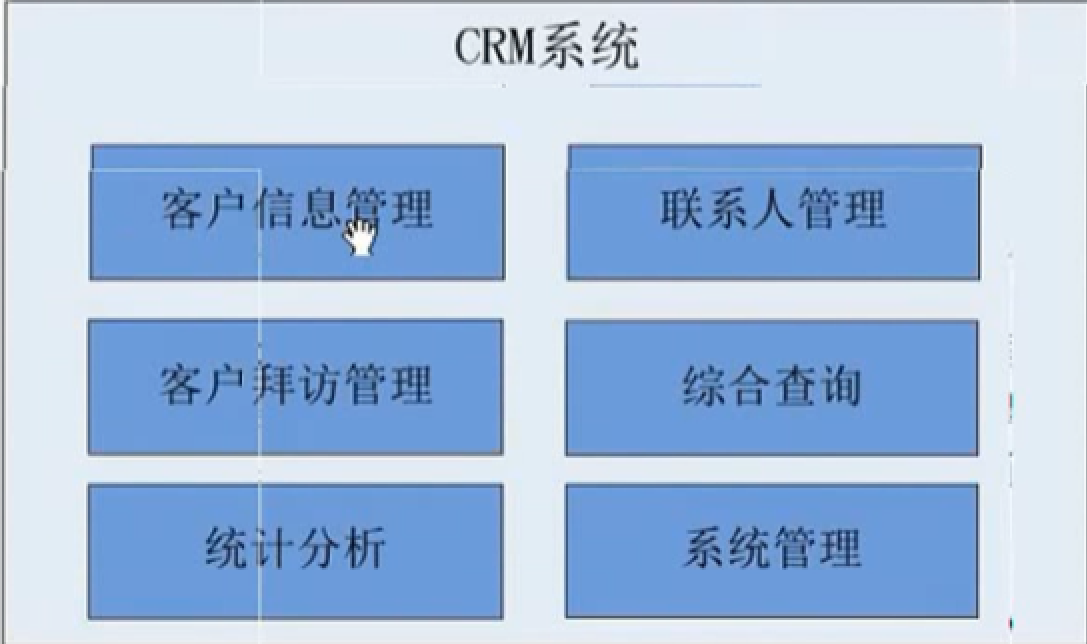 CRM系统
客户信息管理
联系人管理
客户拜访管理
综合查询
统计分析
系统管理